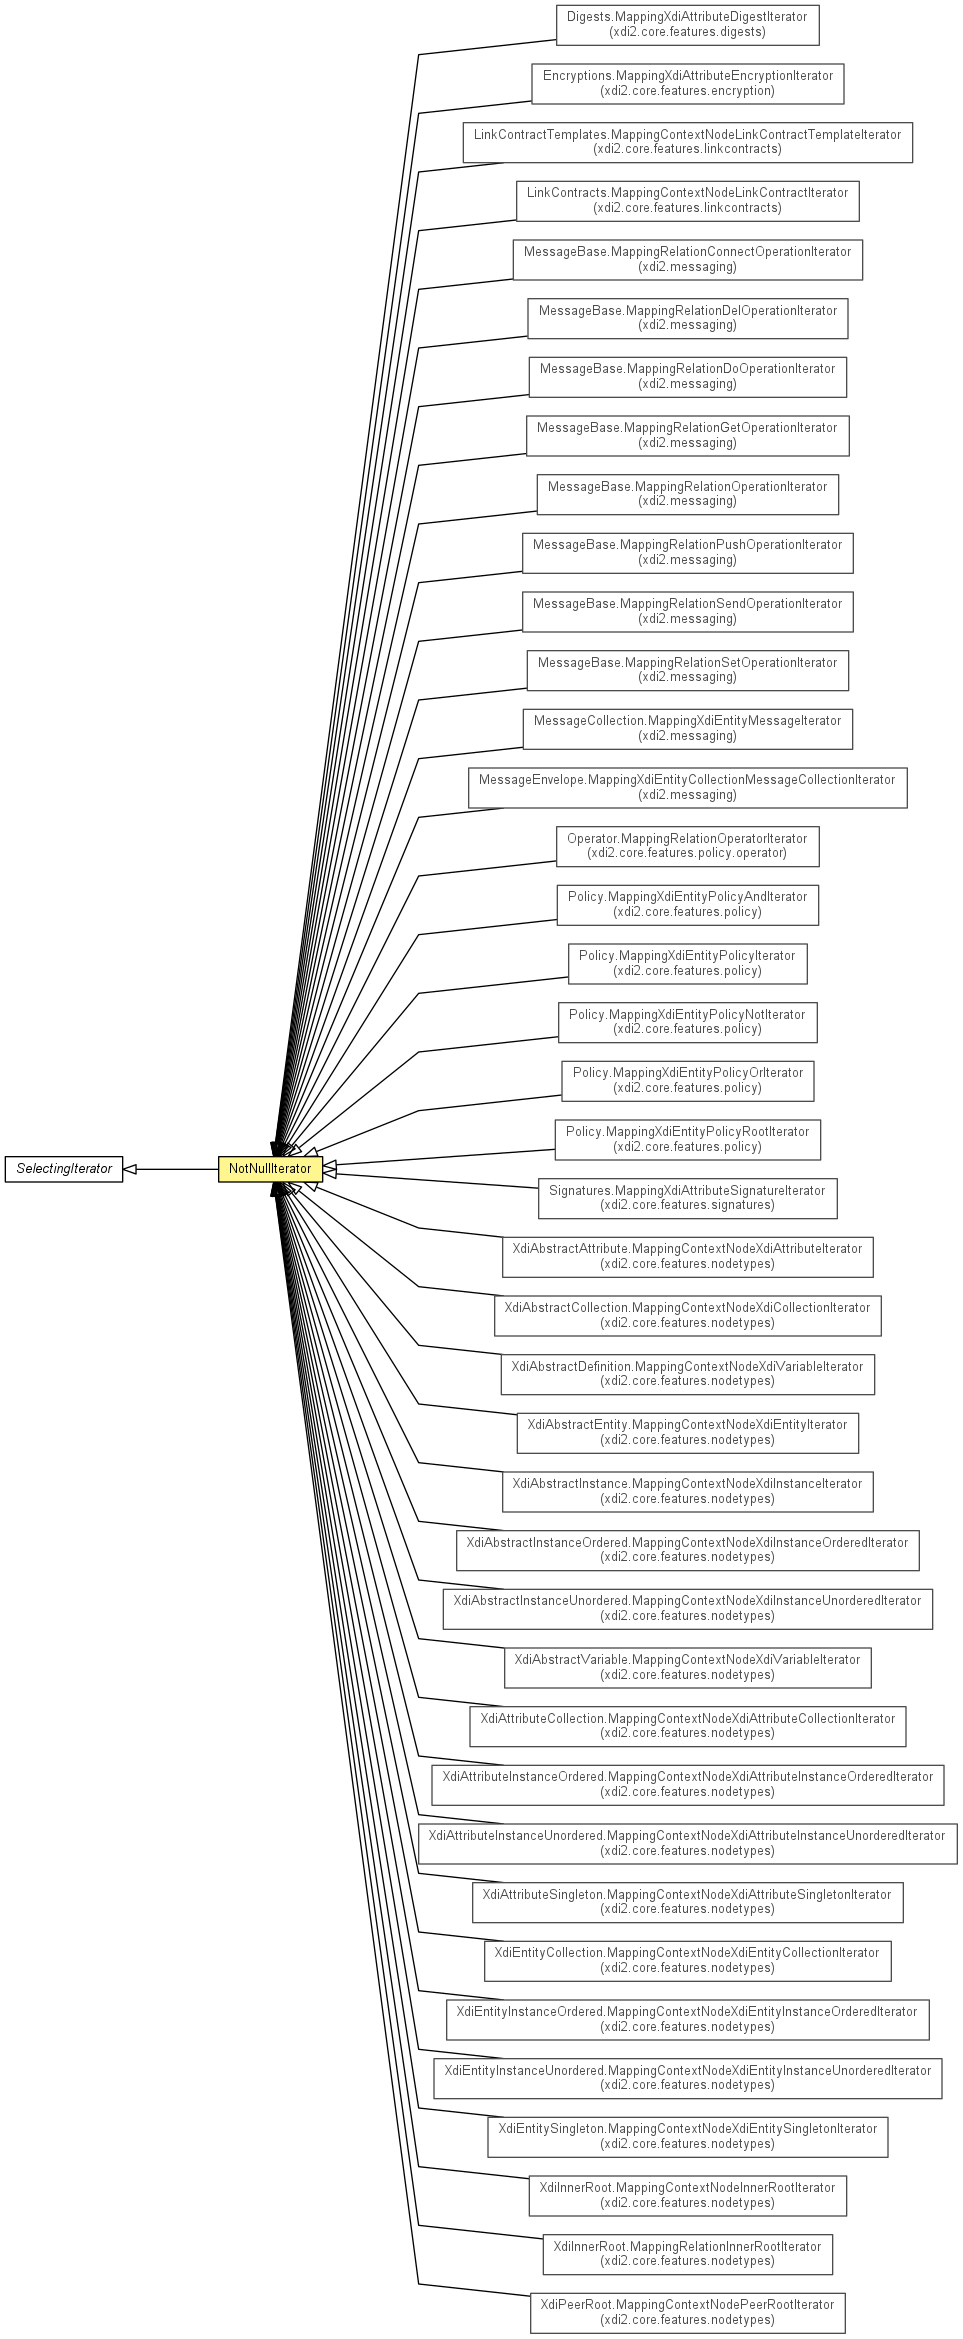 Digests.MappingXdiAttributeDigestIterator
(xdi2.core.features.digests)
Encryptions.MappingXdiAttributeEncryptionIterator
(xdi2.core.features.encryption)
LinkContractTemplates.MappingContextNodeLinkContractTemplateIterator
(xdi2.core.features.linkcontracts)
LinkContracts.MappingContextNodeLinkContractIterator
(xdi2.core.features.linkcontracts)
MessageBase.MappingRelationConnectOperationIterator
(xdi2.messaging)
MessageBase.MappingRelationDelOperationIterator
(xdi2.messaging)
MessageBase.MappingRelationDoOperationIterator
(xdi2.messaging)
MessageBase.MappingRelationGetOperationIterator
(xdi2.messaging)
MessageBase.MappingRelationOperationIterator
(xdi2.messaging)
MessageBase.MappingRelationPushOperationIterator
(xdi2.messaging)
MessageBase.MappingRelationSendOperationIterator
(xdi2.messaging)
MessageBase.MappingRelationSetOperationIterator
(xdi2.messaging)
MessageCollection.MappingXdiEntityMessageIterator
(xdi2.messaging)
MessageEnvelope.MappingXdiEntityCollectionMessageCollectionIterator
(xdi2.messaging)
Operator.MappingRelationOperatorIterator
(xdi2.core.features.policy.operator)
Policy.MappingXdiEntityPolicyAndIterator
(xdi2.core.features.policy)
Policy.MappingXdiEntityPolicyIterator
(xdi2.core.features.policy)
Policy.MappingXdiEntityPolicyNotIterator
(xdi2.core.features.policy)
Policy.MappingXdiEntityPolicyOrIterator
(xdi2.core.features.policy)
Policy.MappingXdiEntityPolicyRootIterator
(xdi2.core.features.policy)
SelectingIterator
NotNullIterator
Signatures.MappingXdiAttributeSignatureIterator
(xdi2.core.features.signatures)
XdiAbstractAttribute.MappingContextNodeXdiAttributeIterator
(xdi2.core.features.nodetypes)
XdiAbstractCollection.MappingContextNodeXdiCollectionIterator
(xdi2.core.features.nodetypes)
XdiAbstractDefinition.MappingContextNodeXdiVariableIterator
(xdi2.core.features.nodetypes)
XdiAbstractEntity.MappingContextNodeXdiEntityIterator
(xdi2.core.features.nodetypes)
XdiAbstractInstance.MappingContextNodeXdiInstanceIterator
(xdi2.core.features.nodetypes)
XdiAbstractInstanceOrdered.MappingContextNodeXdiInstanceOrderedIterator
(xdi2.core.features.nodetypes)
XdiAbstractInstanceUnordered.MappingContextNodeXdiInstanceUnorderedIterator
(xdi2.core.features.nodetypes)
XdiAbstractVariable.MappingContextNodeXdiVariableIterator
(xdi2.core.features.nodetypes)
XdiAttributeCollection.MappingContextNodeXdiAttributeCollectionIterator
(xdi2.core.features.nodetypes)
XdiAttributeInstanceOrdered.MappingContextNodeXdiAttributeInstanceOrderedIterator
(xdi2.core.features.nodetypes)
XdiAttributeInstanceUnordered.MappingContextNodeXdiAttributeInstanceUnorderedIterator
(xdi2.core.features.nodetypes)
XdiAttributeSingleton.MappingContextNodeXdiAttributeSingletonIterator
(xdi2.core.features.nodetypes)
XdiEntityCollection.MappingContextNodeXdiEntityCollectionIterator
(xdi2.core.features.nodetypes)
XdiEntityInstanceOrdered.MappingContextNodeXdiEntityInstanceOrderedIterator
(xdi2.core.features.nodetypes)
XdiEntityInstanceUnordered.MappingContextNodeXdiEntityInstanceUnorderedIterator
(xdi2.core.features.nodetypes)
XdiEntitySingleton.MappingContextNodeXdiEntitySingletonIterator
(xdi2.core.features.nodetypes)
XdiInnerRoot.MappingContextNodeInnerRootIterator
(xdi2.core.features.nodetypes)
XdiInnerRoot.MappingRelationInnerRootIterator
(xdi2.core.features.nodetypes)
XdiPeerRoot.MappingContextNodePeerRootIterator
(xdi2.core.features.nodetypes)